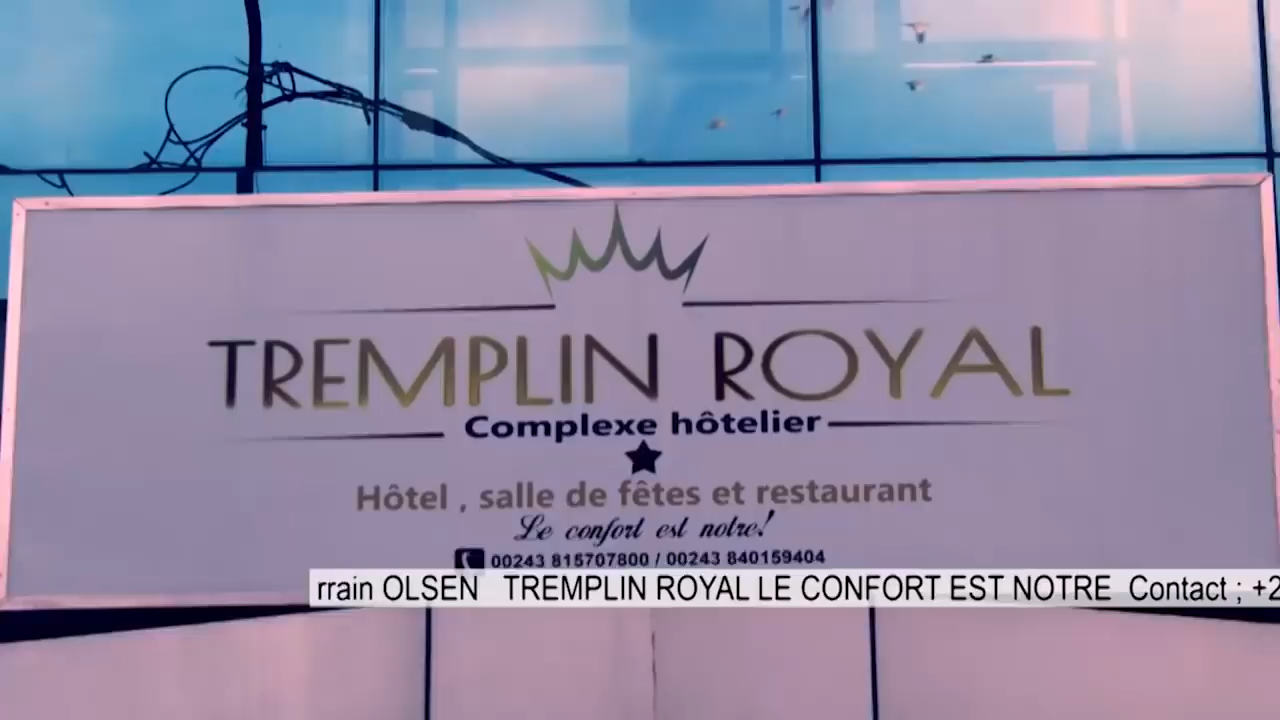 TREMPLIN ROYAL
Complexe hôtelier
Hôtel , salle de fêtes et restaurant
Le confort est notre!
00243 815707800 / 00243 840159404
rrain OLSEN TREMPLIN ROYAL LE CONFORT EST NOTRE Contact ; +2